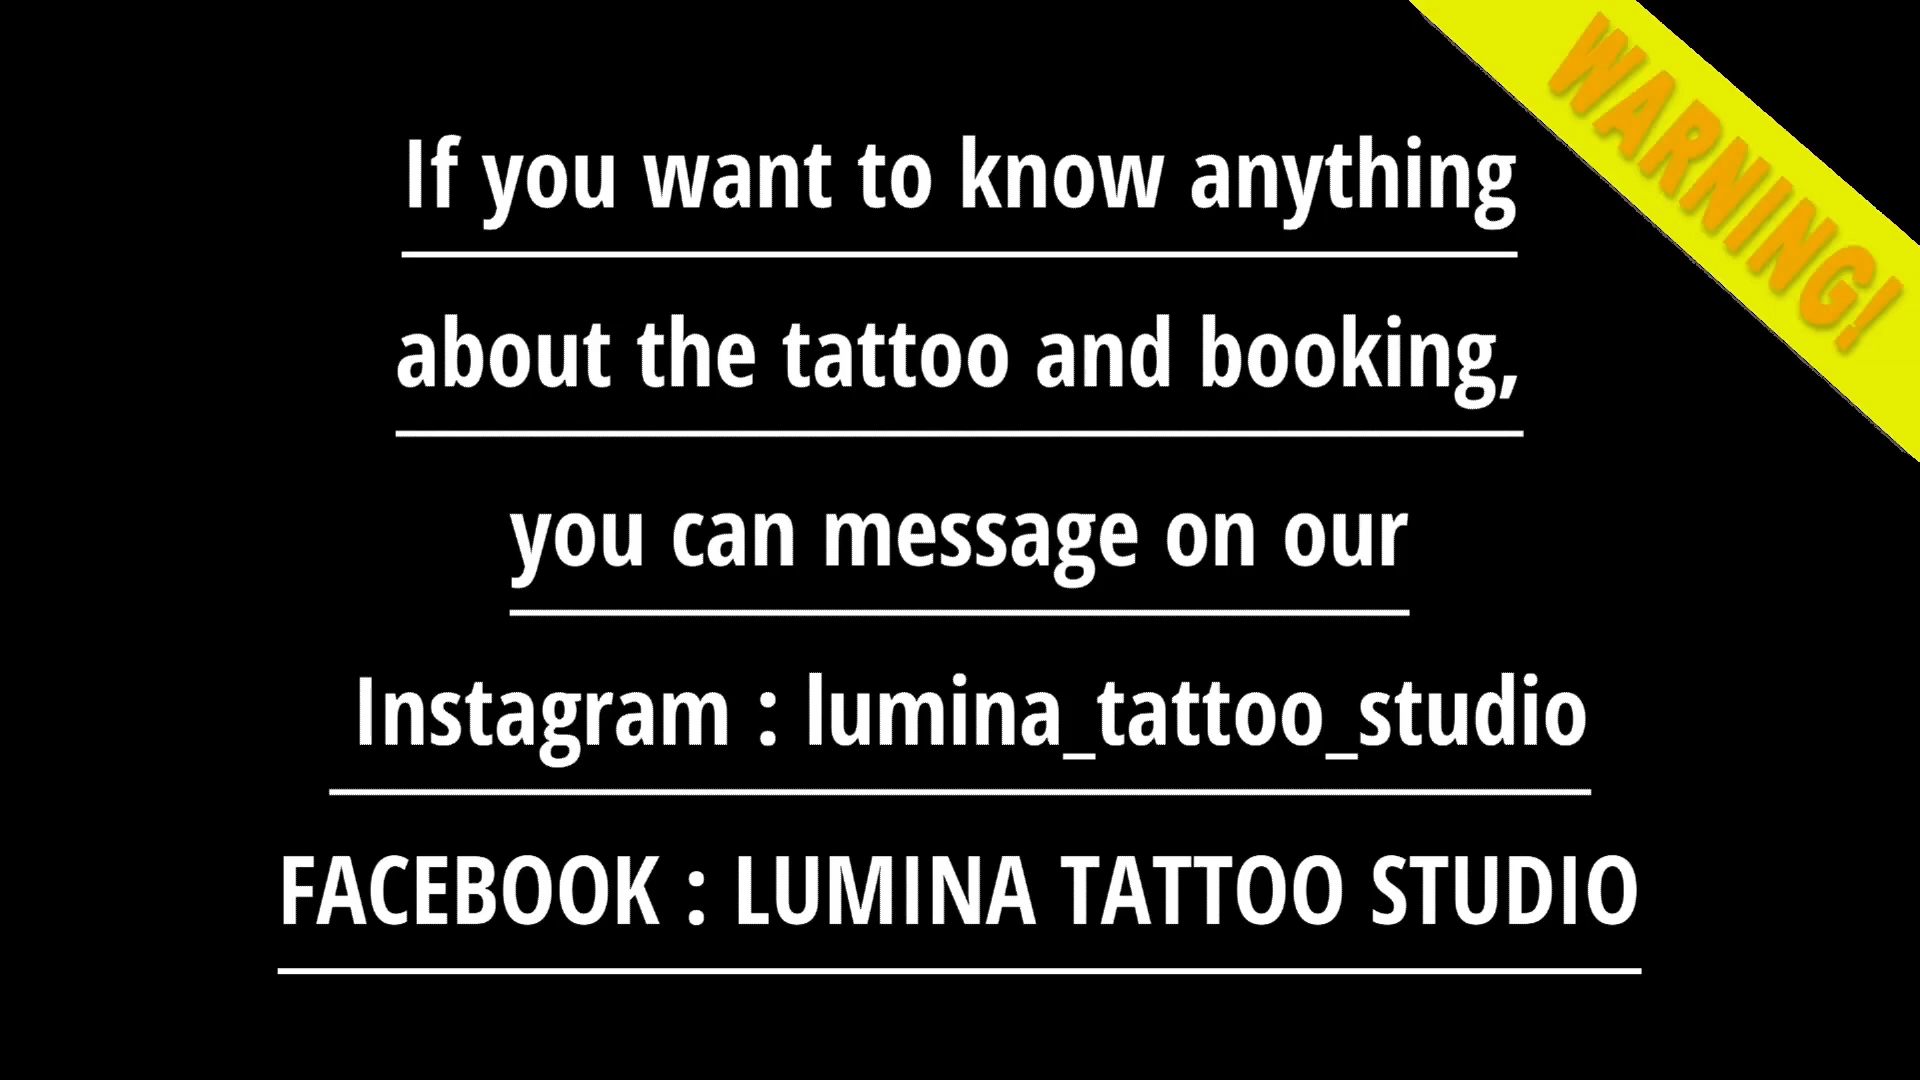 WARNING!
If you want to know anything
about the tattoo and booking,
you can message on our
Instagram : lumina_tattoo_studio
FACEBOOK : LUMINA TATTOO STUDIO